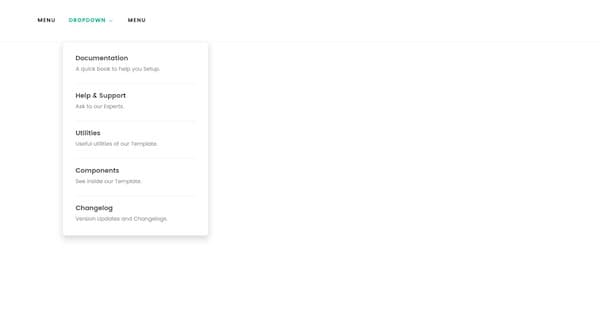 MENU DROPDOWN MENU
Documentation
A quick book to help you Setup.
Help & Support
Ask to our Experts.
Utilities
Useful utilities of our Template.
Components
See inside our Template.
Changelog
Version Updates and Changelogs.